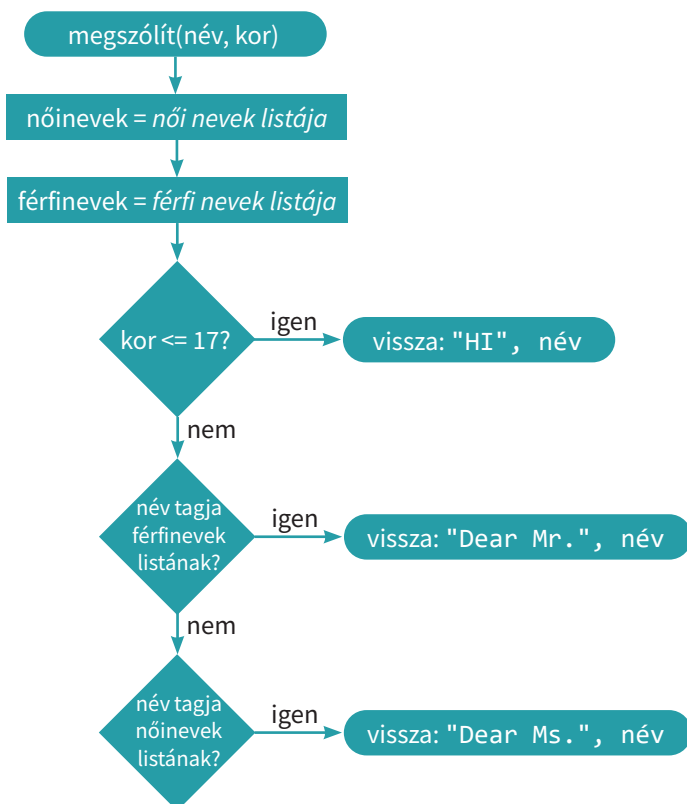 megszólít(név, kor)
nőinevek = női nevek listája
férfinevek = férfi nevek listája
kor <= 17?
igen
vissza: "HI", név
nem
név tagja
férfinevek
listának?
igen
vissza: "Dear Mr.", név
nem
név tagja
nőinevek
listának?
igen
vissza: "Dear Ms.", név